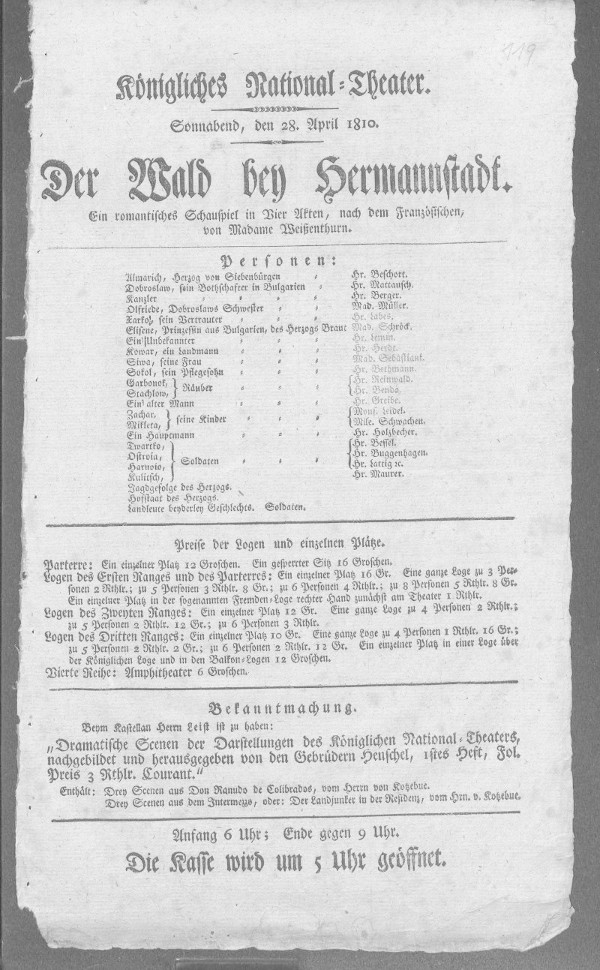 119
Königliches National-Theater.
Sonnabend, den 28. April 1810.
Der Wald bey Hermannstadt.
Ein romantisches Schauspiel in Vier Akten, nach dem Französischen,
von Madame Weißenthurn.
Personen:
Almarich, Herzog von Siebenbürgen Hr. Beschort.
Dobroslaw, sein Bothschafter in Bulgarien Hr. Mattausch.
Kanzler Hr. Berger.
Olfriede, Dobroslaws Schwester Mad. Müller.
sein Vertrauter Hr. Labes.
Elisene, Prinzessin aus Bulgarien, des Herzogs Braut Mad. Schröck.
Ein Unbekannter Hr. Lemm.
Kowar, ein Landmann Hr.
Siwa, seine Frau Mad. Sebastiani.
Sokol, sein Pflegesohn Hr. Bethmann.
Garbonek, } Räuber { Hr. Reinwald.
Strachlow, } { Hr. Benda.
Ein alter Mann Hr. Greibe.
Zachar, } seine Kinder { Mons. Leidel.
Mikleta, } { Mlle. Schwachen.
Ein Hauptmann Hr. Holzbecher.
Twartko, } Soldaten { Hr. Bessel.
Ostroia, } { Hr. Buggenhagen.
Harwoio, } { Hr. Lattig ec.
Kulitsch, } { Hr. Maurer.
Jagdgefolge des Herzogs.
Hofstaat des Herzogs.
Landleute beyderley Geschlechts. Soldaten.
Preise der Logen und einzelnen Plätze.
Parterre: Ein einzelner Platz 12 Groschen. Ein gesperrter Sitz 16 Groschen.
Logen des Ersten Ranges und des Parterres: Ein einzelner Platz 16 Gr. Eine ganze Loge zu 3 Per-
sonen 2 Rthlr.; zu 5 Personen 3 Rthlr. 8 Gr.; zu 6 Personen 4 Rthlr.; zu 8 Personen 5 Rthlr. 8 Gr.
Ein einzelner Platz in der sogenannten Fremden-Loge rechter Hand zunächst am Theater 1 Rthlr.
Logen des Zweyten Ranges: Ein einzelner Platz 12 Gr. Eine ganze Loge zu 4 Personen 2 Rthlr.;
zu 5 Personen 2 Rthlr. 12 Gr.; zu 6 Personen 3 Rthlr.
Logen des Dritten Ranges: Ein einzelner Platz 10 Gr. Eine ganze Loge zu 4 Personen 1 Rthlr. 16 Gr.;
zu 5 Personen 2 Rthlr. 2 Gr.; zu 6 Personen 2 Rthlr. 12 Gr. Ein einzelner Platz in einer Loge über
der Königlichen Loge und in den Balkon-Logen 12 Groschen.
Vierte Reihe: Amphitheater 6 Groschen.
Bekanntmachung.
Beym Kastellan Herrn Leist ist zu haben:
„Dramatische Scenen der Darstellungen des Königlichen National-Theaters,
nachgebildet und herausgegeben von den Gebrüdern Henschel, 1stes Heft, Fol.
Preis 3 Rthlr. Courant.“
Enthält: Drey Scenen aus Don Ranudo de Colibrados, vom Herrn von Kotzebue.
Drey Scenen aus dem Intermezzo, oder: Der Landjunker in der Residenz, vom Hrn. v. Kotzebue.
Anfang 6 Uhr; Ende gegen 9 Uhr.
Die Kasse wird um 5 Uhr geöffnet.